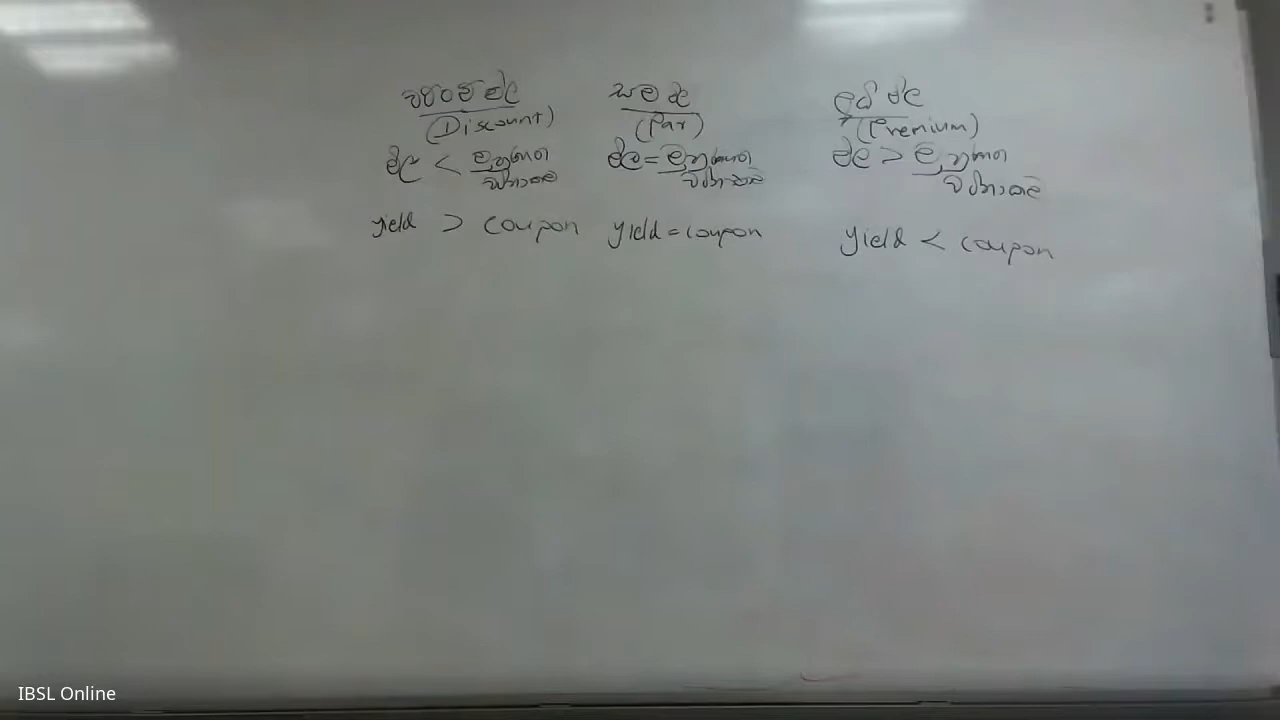 වට්ටම් මිල
(Discount)
මිල < මුහුණත වටිනාකම
yield > coupon
සම මිල
(Par)
මිල = මුහුණත වටිනාකම
yield = coupon
අධි මිල
(Premium)
මිල > මුහුණත වටිනාකම
yield < coupon
IBSL Online